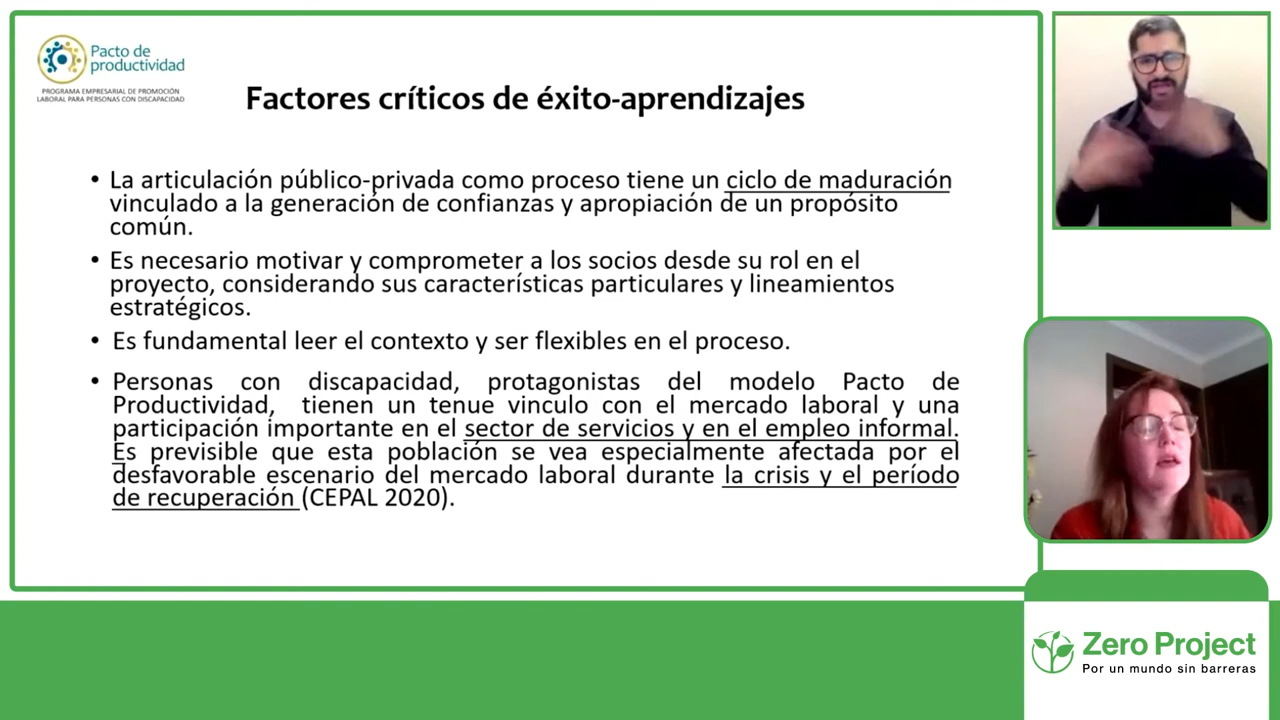 Pacto de
productividad
PROGRAMA EMPRESARIAL DE PROMOCIÓN
LABORAL PARA PERSONAS CON DISCAPACIDAD
Factores críticos de éxito-aprendizajes
• La articulación público-privada como proceso tiene un ciclo de maduración
vinculado a la generación de confianzas y apropiación de un propósito
común.
• Es necesario motivar y comprometer a los socios desde su rol en el
proyecto, considerando sus características particulares y lineamientos
estratégicos.
• Es fundamental leer el contexto y ser flexibles en el proceso.
• Personas con discapacidad, protagonistas del modelo Pacto de
Productividad, tienen un tenue vinculo con el mercado laboral y una
participación importante en el sector de servicios y en el empleo informal.
Es previsible que esta población se vea especialmente afectada por el
desfavorable escenario del mercado laboral durante la crisis y el período
de recuperación (CEPAL 2020).
Zero Project
Por un mundo sin barreras